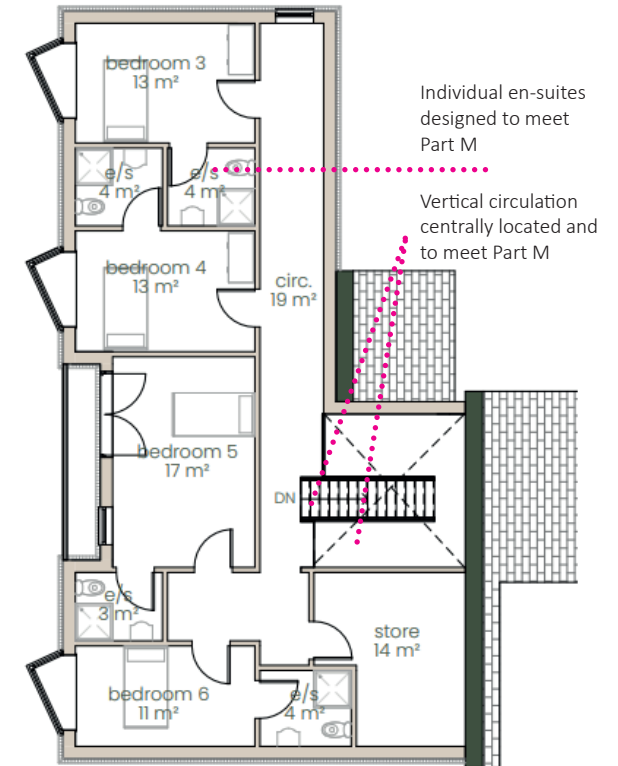 bedroom 3
13 m²
e/s
4 m²
e/s
4 m²
bedroom 4
13 m²
circ.
19 m²
bedroom 5
17 m²
DN
e/s
3 m²
store
14 m²
bedroom 6
11 m²
e/s
4 m²
Individual en-suites
designed to meet
Part M
Vertical circulation
centrally located and
to meet Part M